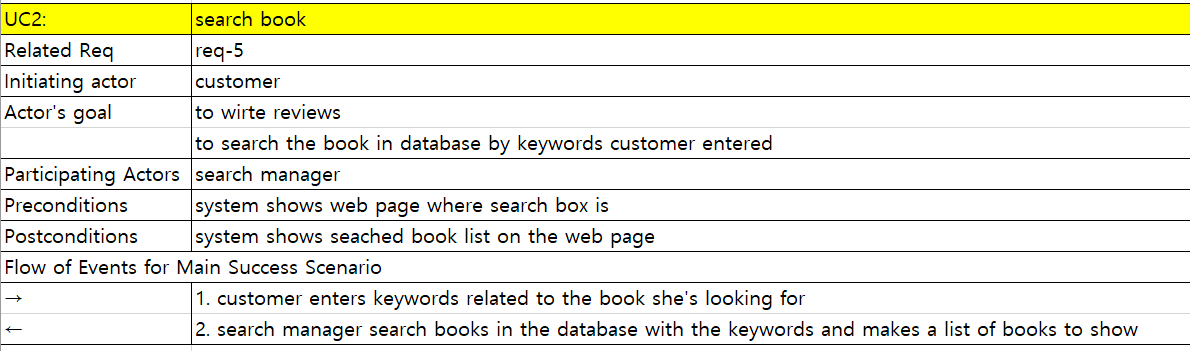 UC2: search book
Related Req req-5
Initiating actor customer
Actor's goal to wirte reviews
to search the book in database by keywords customer entered
Participating Actors search manager
Preconditions system shows web page where search box is
Postconditions system shows seached book list on the web page
Flow of Events for Main Success Scenario
→ 1. customer enters keywords related to the book she's looking for
← 2. search manager search books in the database with the keywords and makes a list of books to show